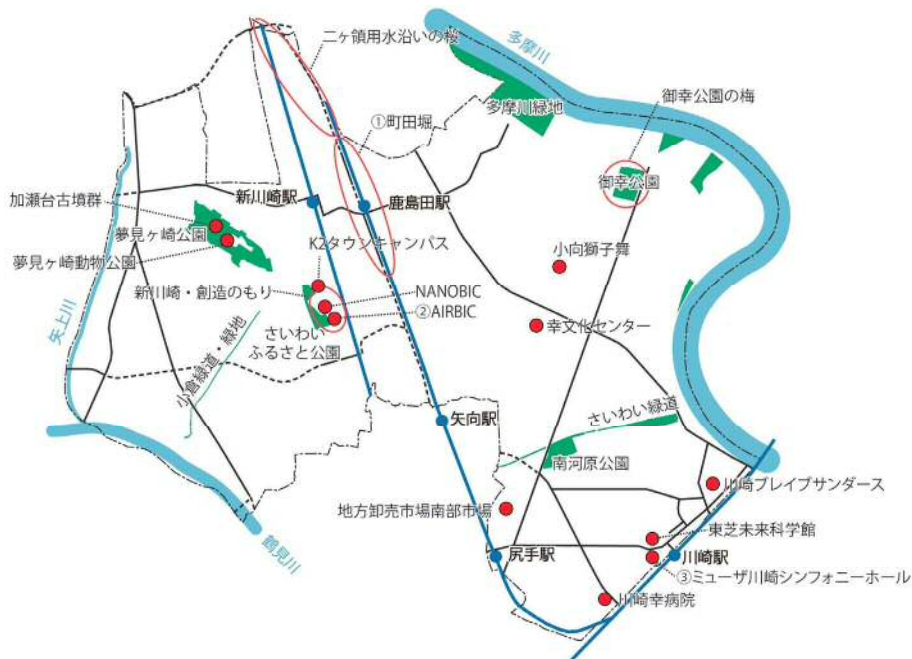 二ヶ領用水沿いの桜
多摩川
①町田堀
多摩川緑地
御幸公園の梅
御幸公園
新川崎駅
鹿島田駅
加瀬台古墳群
夢見ヶ崎公園
夢見ヶ崎動物公園
K2タウンキャンパス
小向獅子舞
新川崎・創造のもり
NANOBIC
②AIRBIC
さいわい
ふるさと公園
幸文化センター
矢上川
小倉緑道・緑地
矢向駅
さいわい緑道
南河原公園
川崎ブレイブサンダース
地方卸売市場南部市場
東芝未来科学館
鶴見川
尻手駅
川崎駅
③ミューザ川崎シンフォニーホール
川崎幸病院